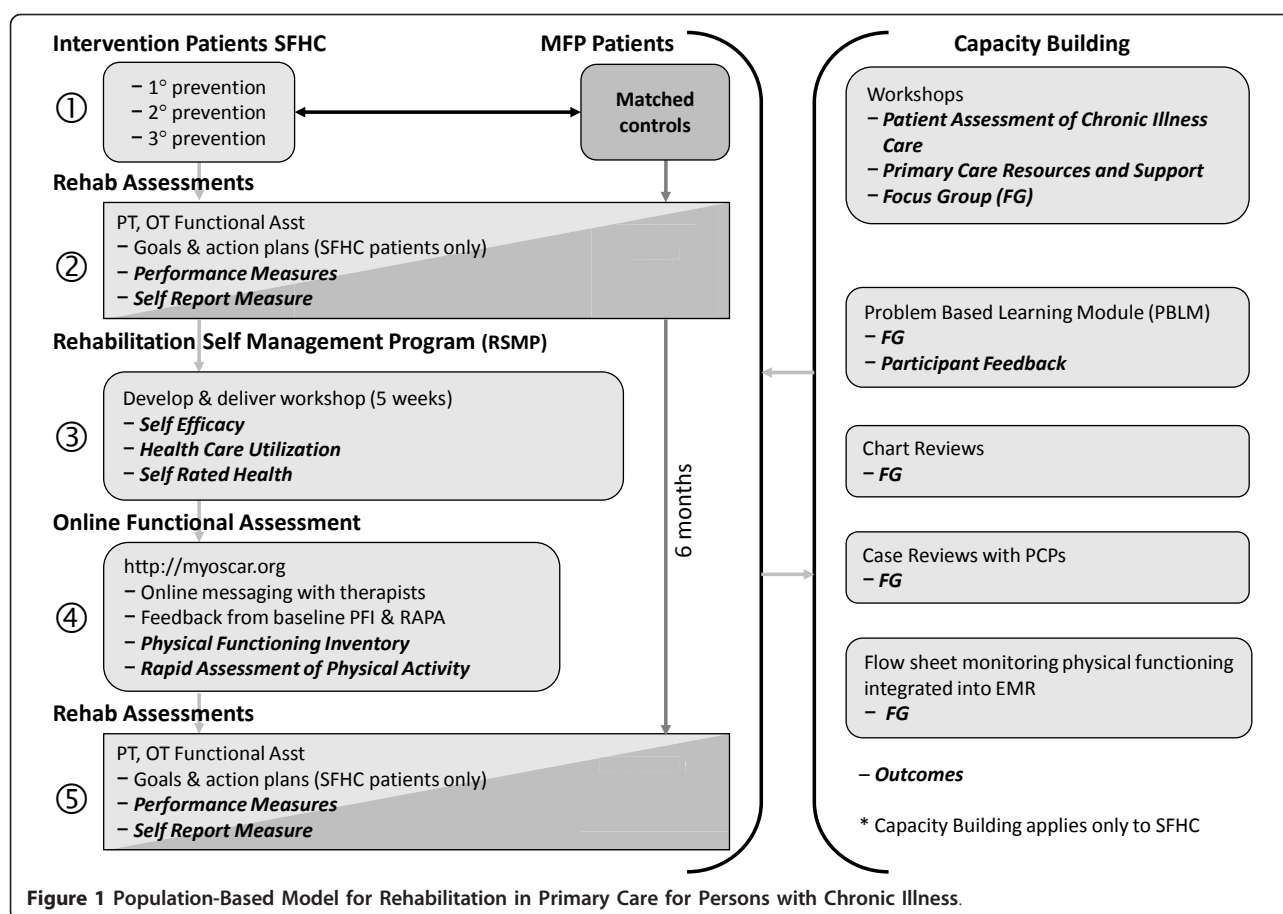 Intervention Patients SFHC
MFP Patients
①
– 1° prevention
– 2° prevention
– 3° prevention
Matched
controls
Rehab Assessments
②
PT, OT Functional Asst
– Goals & action plans (SFHC patients only)
– Performance Measures
– Self Report Measure
Rehabilitation Self Management Program (RSMP)
③
Develop & deliver workshop (5 weeks)
– Self Efficacy
– Health Care Utilization
– Self Rated Health
6 months
Online Functional Assessment
④
http://myoscar.org
– Online messaging with therapists
– Feedback from baseline PFI & RAPA
– Physical Functioning Inventory
– Rapid Assessment of Physical Activity
Rehab Assessments
⑤
PT, OT Functional Asst
– Goals & action plans (SFHC patients only)
– Performance Measures
– Self Report Measure
Capacity Building
Workshops
– Patient Assessment of Chronic Illness
Care
– Primary Care Resources and Support
– Focus Group (FG)
Problem Based Learning Module (PBLM)
– FG
– Participant Feedback
Chart Reviews
– FG
Case Reviews with PCPs
– FG
Flow sheet monitoring physical functioning
integrated into EMR
– FG
– Outcomes
* Capacity Building applies only to SFHC
Figure 1 Population-Based Model for Rehabilitation in Primary Care for Persons with Chronic Illness.